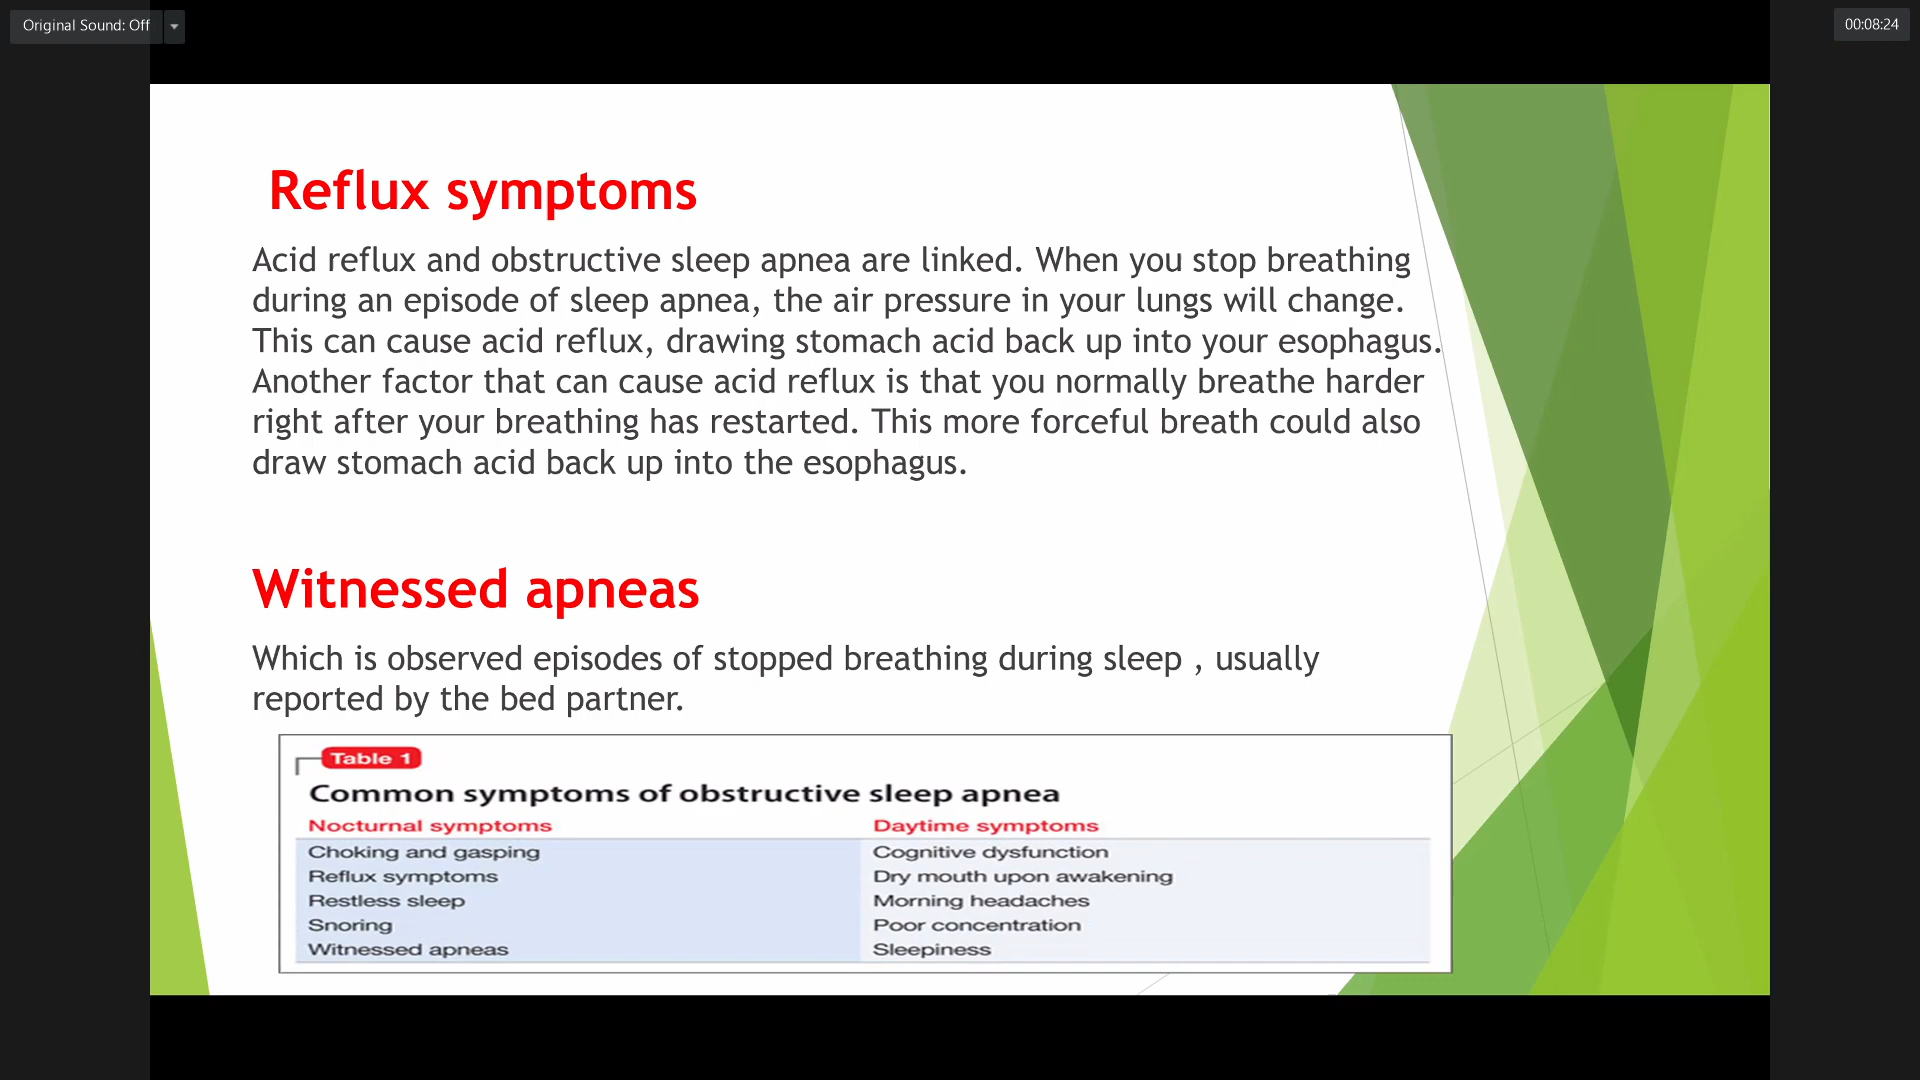 Original Sound: Off
00:08:24
Reflux symptoms
Acid reflux and obstructive sleep apnea are linked. When you stop breathing
during an episode of sleep apnea, the air pressure in your lungs will change.
This can cause acid reflux, drawing stomach acid back up into your esophagus.
Another factor that can cause acid reflux is that you normally breathe harder
right after your breathing has restarted. This more forceful breath could also
draw stomach acid back up into the esophagus.
Witnessed apneas
Which is observed episodes of stopped breathing during sleep , usually
reported by the bed partner.
Table 1
Common symptoms of obstructive sleep apnea
Nocturnal symptoms Daytime symptoms
Choking and gasping Cognitive dysfunction
Reflux symptoms Dry mouth upon awakening
Restless sleep Morning headaches
Snoring Poor concentration
Witnessed apneas Sleepiness